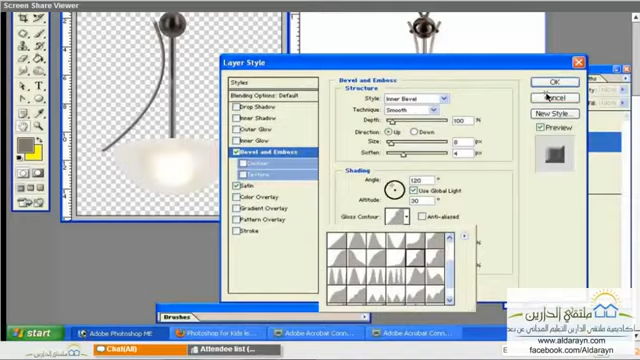 Screen Share Viewer
Layer Style
Styles
Blending Options: Default
Drop Shadow
Inner Shadow
Outer Glow
Inner Glow
Bevel and Emboss
Contour
Texture
Satin
Color Overlay
Gradient Overlay
Pattern Overlay
Stroke
Bevel and Emboss
Structure
Style: Inner Bevel
Technique: Smooth
Depth: 100 %
Direction: Up Down
Size: 8 px
Soften: 4 px
Shading
Angle: 120 °
Use Global Light
Altitude: 30 °
Gloss Contour: Anti-aliased
%
%
OK
Cancel
New Style...
Preview
Brushes
start
Adobe Photoshop ME
Photoshop for Kids le...
Adobe Acrobat Conn...
Adobe Acrobat Conn...
Chat(All)
Attendee list (...
ملتقى الدارين
www.aldarayn.com
facebook.com/Aldarayn